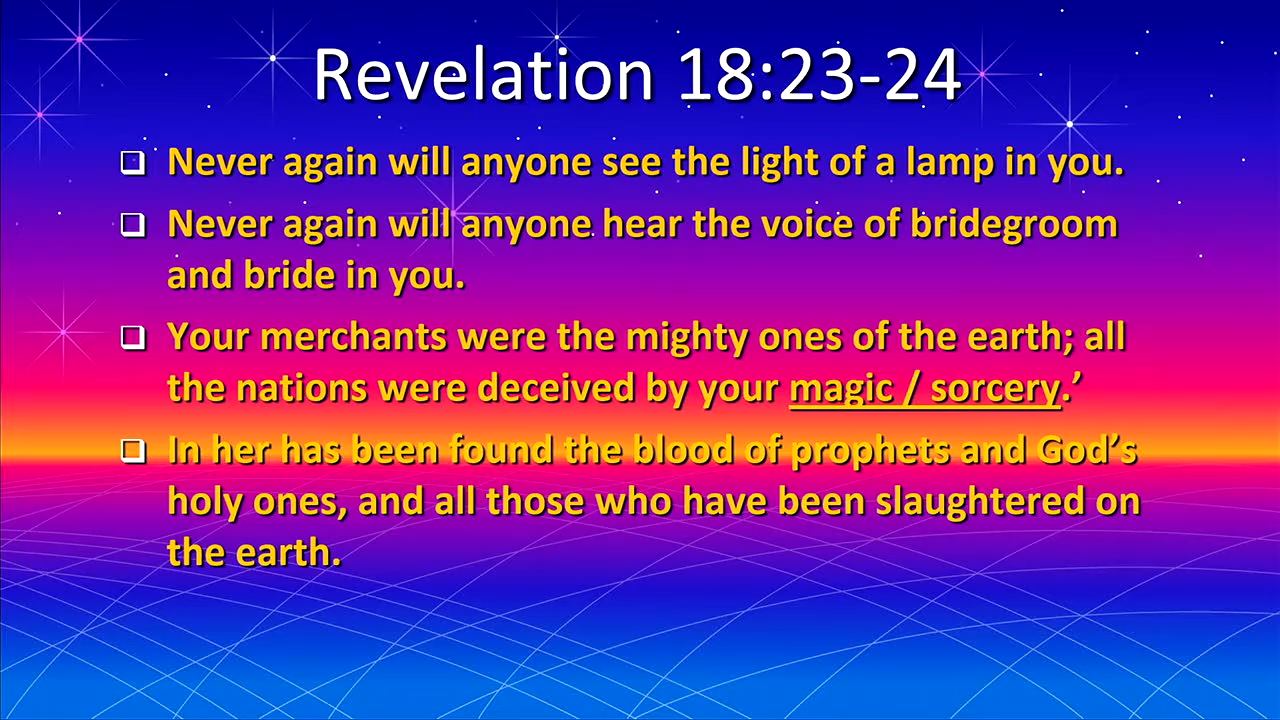 Revelation 18:23-24
Never again will anyone see the light of a lamp in you.
Never again will anyone hear the voice of bridegroom
and bride in you.
Your merchants were the mighty ones of the earth; all
the nations were deceived by your magic / sorcery.’
In her has been found the blood of prophets and God’s
holy ones, and all those who have been slaughtered on
the earth.